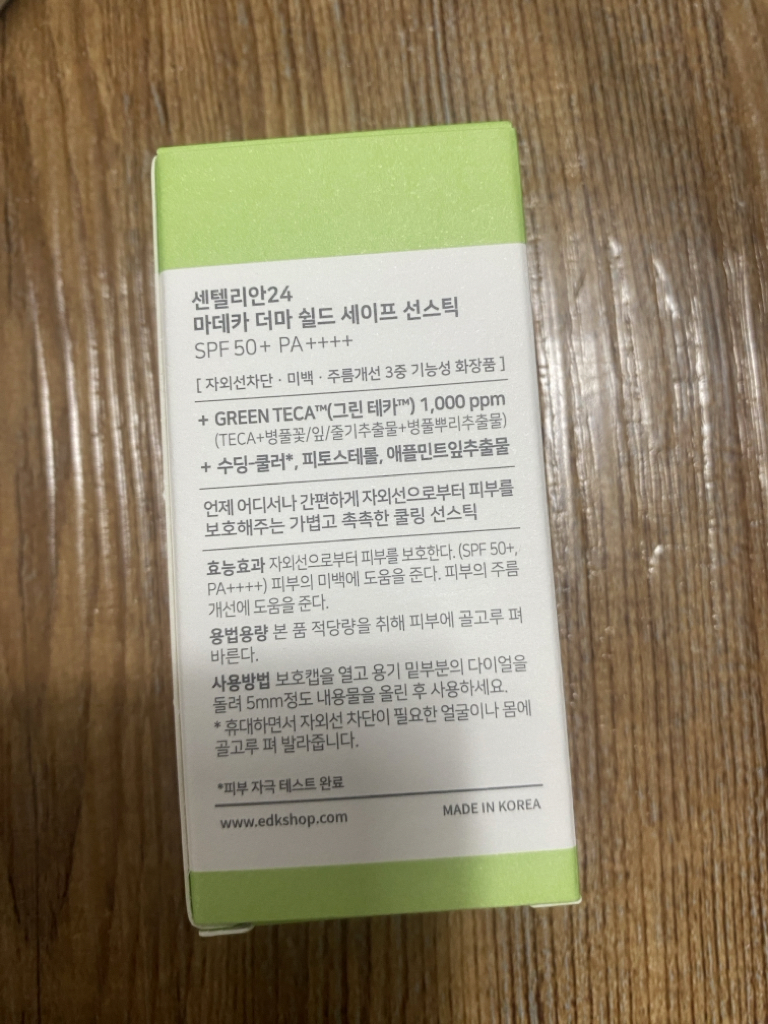 센텔리안24
마데카 더마 쉴드 세이프 선스틱
SPF 50+ PA++++
[ 자외선차단 · 미백 · 주름개선 3중 기능성 화장품 ]
+ GREEN TECA™(그린 테카™) 1,000 ppm
(TECA+병풀꽃/잎/줄기추출물+병풀뿌리추출물)
+ 수딩-쿨러*, 피토스테롤, 애플민트잎추출물
언제 어디서나 간편하게 자외선으로부터 피부를
보호해주는 가볍고 촉촉한 쿨링 선스틱
효능효과 자외선으로부터 피부를 보호한다. (SPF 50+,
PA++++) 피부의 미백에 도움을 준다. 피부의 주름
개선에 도움을 준다.
용법용량 본 품 적당량을 취해 피부에 골고루 펴
바른다.
사용방법 보호캡을 열고 용기 밑부분의 다이얼을
돌려 5mm정도 내용물을 올린 후 사용하세요.
* 휴대하면서 자외선 차단이 필요한 얼굴이나 몸에
골고루 펴 발라줍니다.
*피부 자극 테스트 완료
www.edkshop.com
MADE IN KOREA